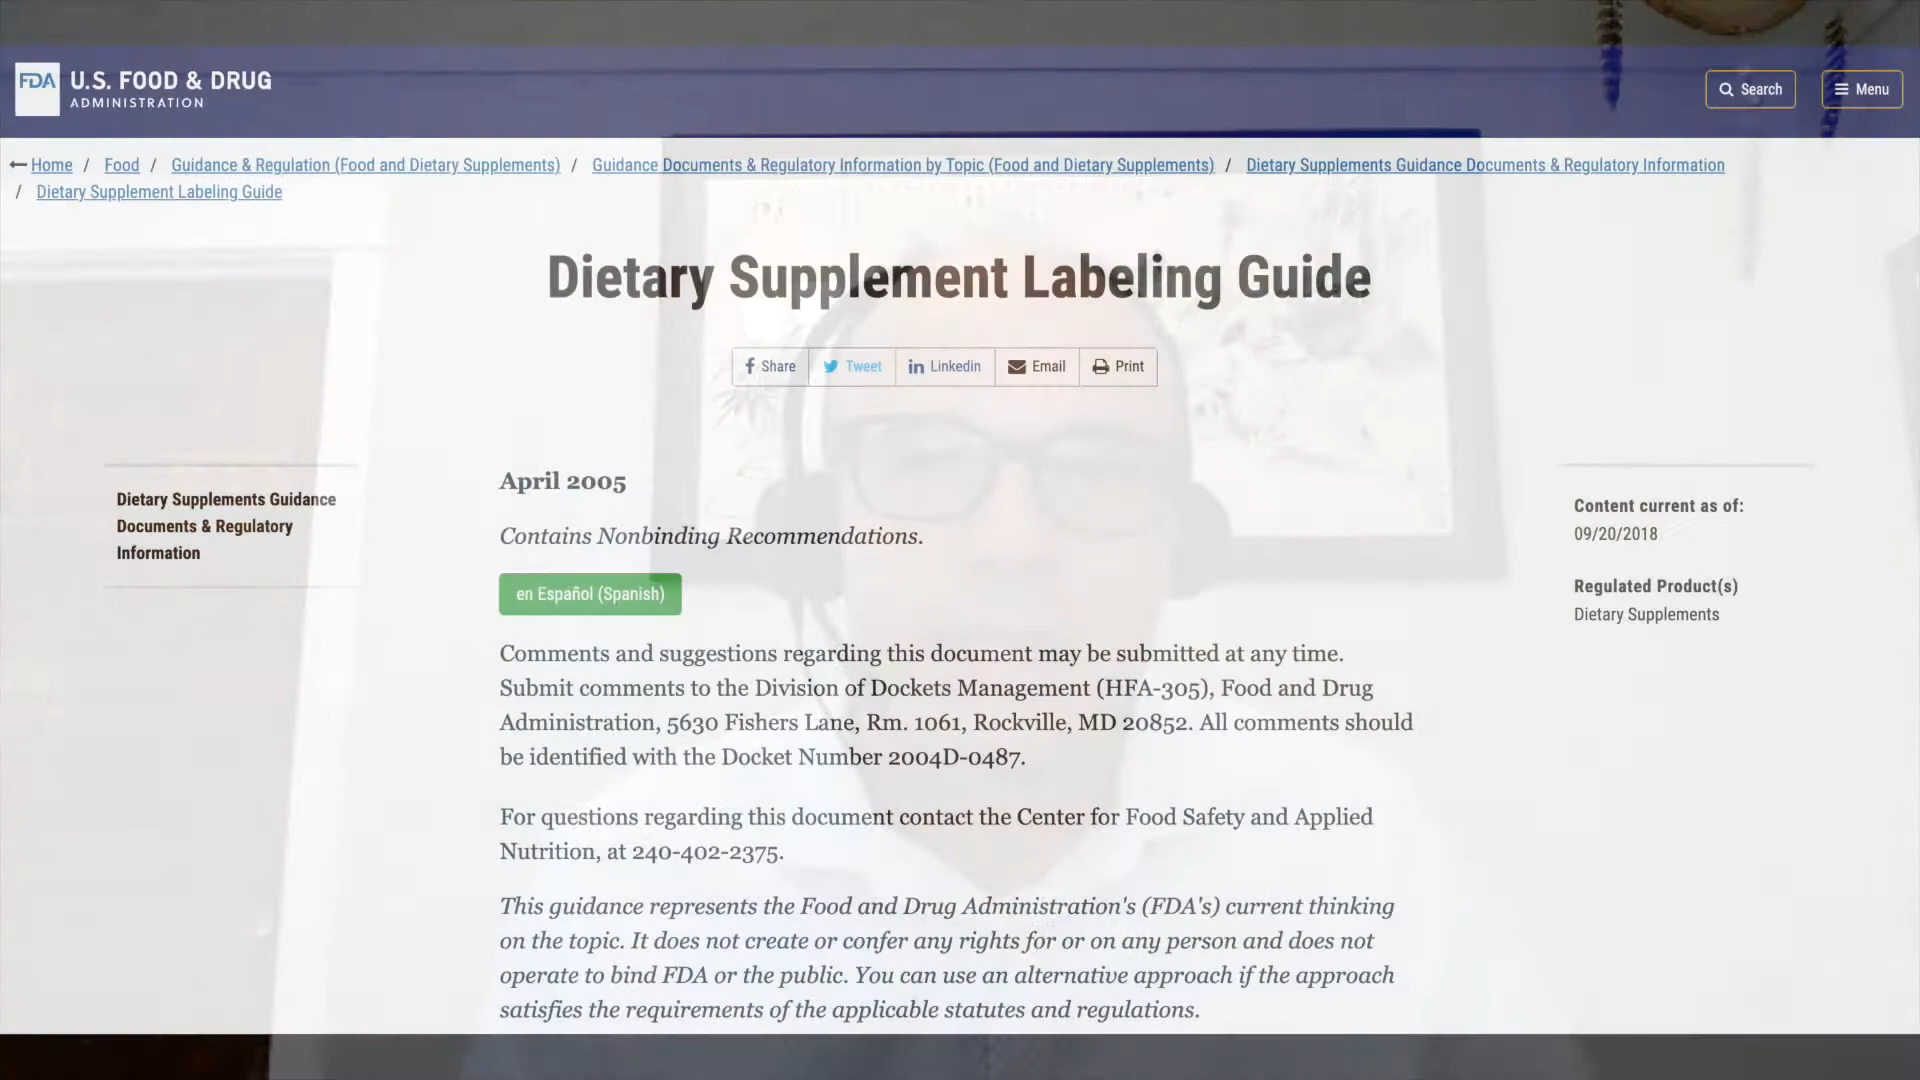 FDA U.S. FOOD & DRUG
ADMINISTRATION
Search
Menu
Home / Food / Guidance & Regulation (Food and Dietary Supplements) / Guidance Documents & Regulatory Information by Topic (Food and Dietary Supplements) / Dietary Supplements Guidance Documents & Regulatory Information
/ Dietary Supplement Labeling Guide
Dietary Supplement Labeling Guide
Share Tweet Linkedin Email Print
Dietary Supplements Guidance
Documents & Regulatory
Information
April 2005
Contains Nonbinding Recommendations.
en Español (Spanish)
Comments and suggestions regarding this document may be submitted at any time.
Submit comments to the Division of Dockets Management (HFA-305), Food and Drug
Administration, 5630 Fishers Lane, Rm. 1061, Rockville, MD 20852. All comments should
be identified with the Docket Number 2004D-0487.
For questions regarding this document contact the Center for Food Safety and Applied
Nutrition, at 240-402-2375.
This guidance represents the Food and Drug Administration's (FDA's) current thinking
on the topic. It does not create or confer any rights for or on any person and does not
operate to bind FDA or the public. You can use an alternative approach if the approach
satisfies the requirements of the applicable statutes and regulations.
Content current as of:
09/20/2018
Regulated Product(s)
Dietary Supplements